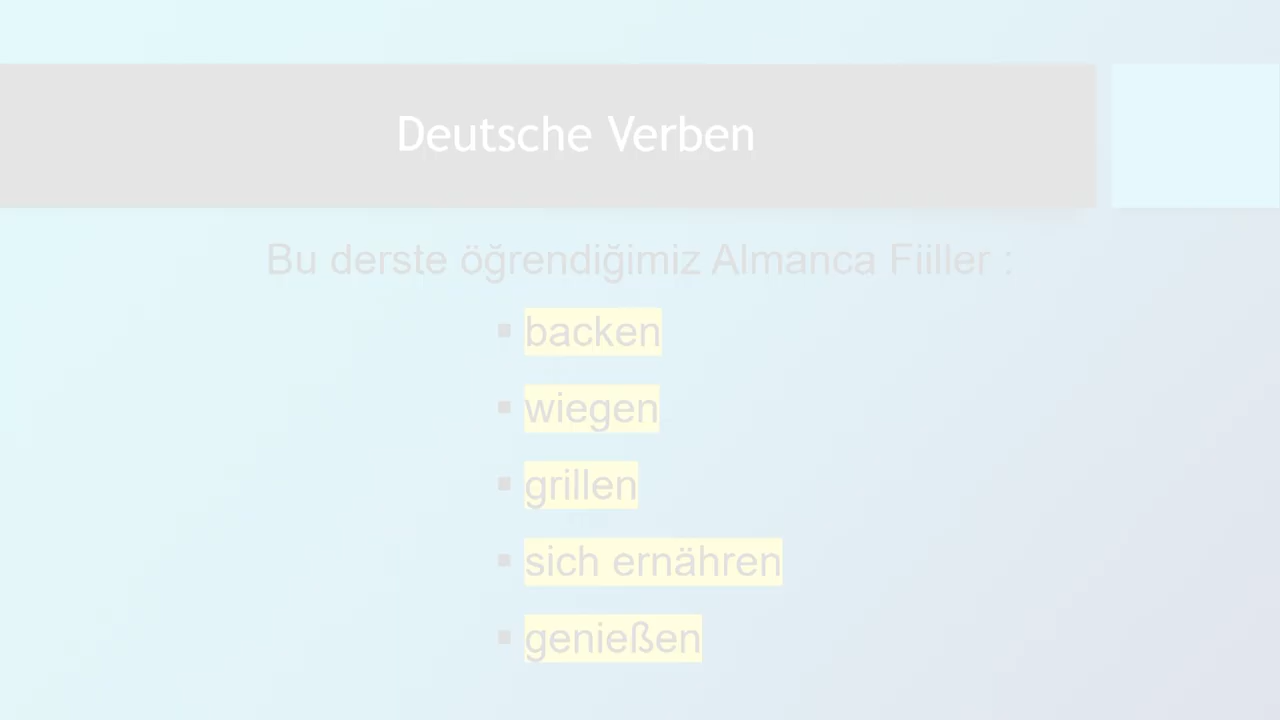 Deutsche Verben
Bu derste öğrendiğimiz Almanca Fiiller :
▪ backen
▪ wiegen
▪ grillen
▪ sich ernähren
▪ genießen